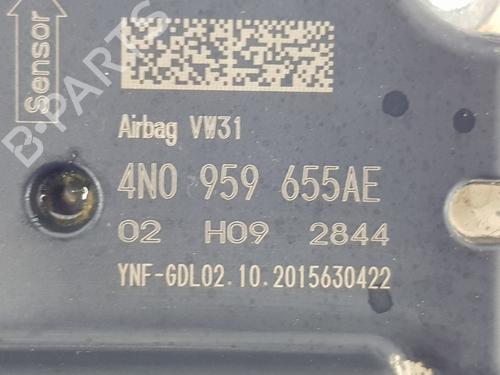 Sensor
B-PARTS
Airbag VW31
4N0 959 655AE
02 H09 2844
YNF-GDL02.10.2015630422